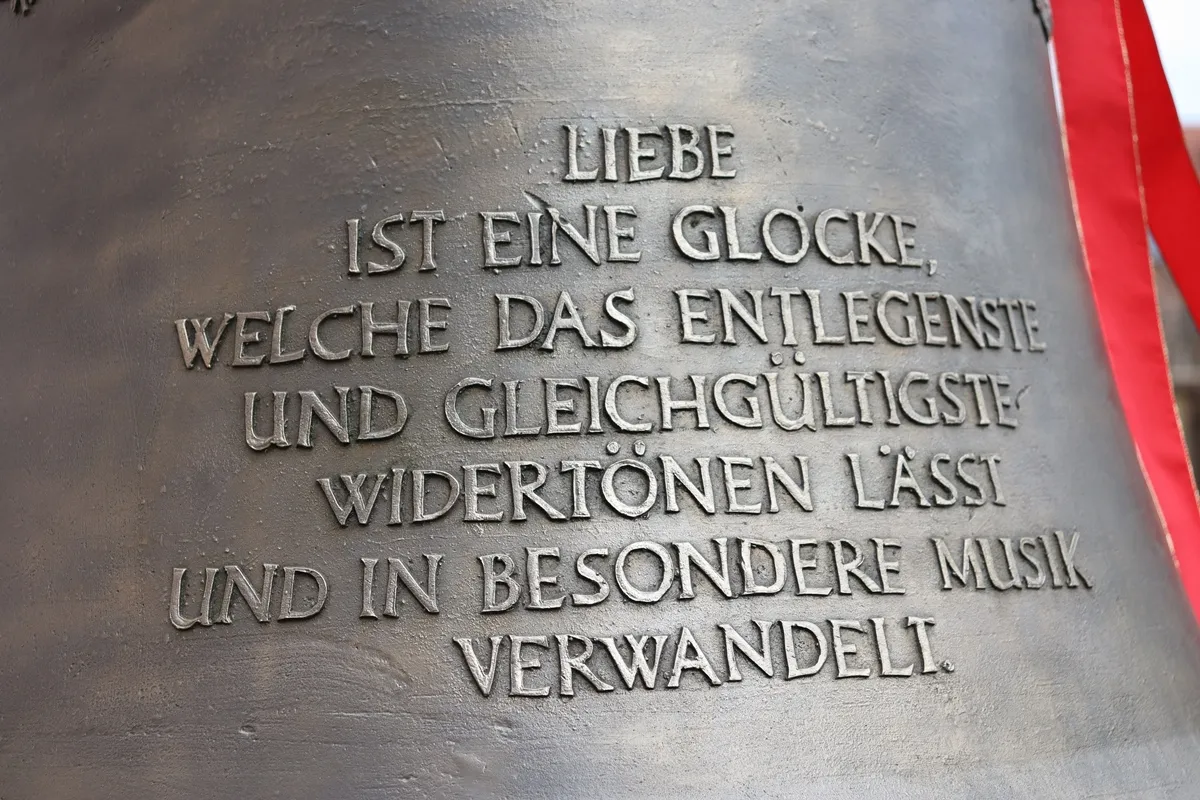 LIEBE
IST EINE GLOCKE,
WELCHE DAS ENTLEGENSTE
UND GLEICHGÜLTIGSTE
WIDERTÖNEN LÄSST
UND IN BESONDERE MUSIK
VERWANDELT.